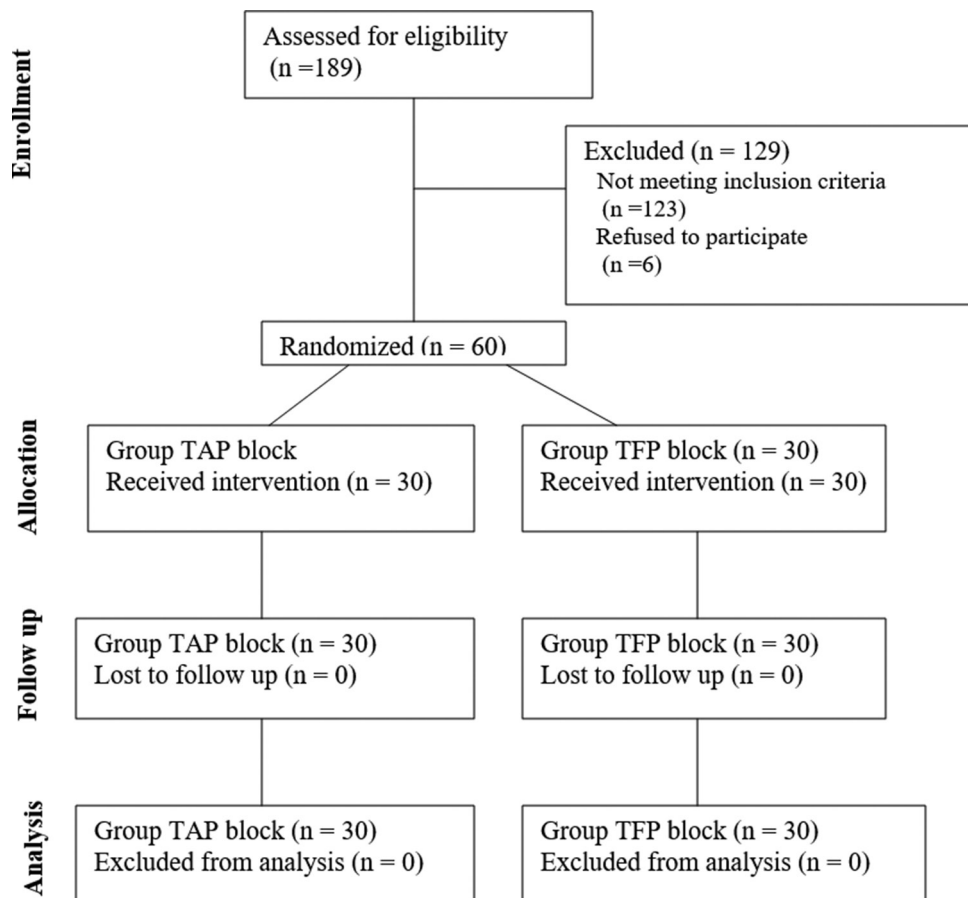 Enrollment
Assessed for eligibility
(n =189)
Excluded (n = 129)
Not meeting inclusion criteria
(n =123)
Refused to participate
(n =6)
Randomized (n = 60)
Allocation
Group TAP block
Received intervention (n = 30)
Group TFP block (n = 30)
Received intervention (n = 30)
Follow up
Group TAP block (n = 30)
Lost to follow up (n = 0)
Group TFP block (n = 30)
Lost to follow up (n = 0)
Analysis
Group TAP block (n = 30)
Excluded from analysis (n = 0)
Group TFP block (n = 30)
Excluded from analysis (n = 0)